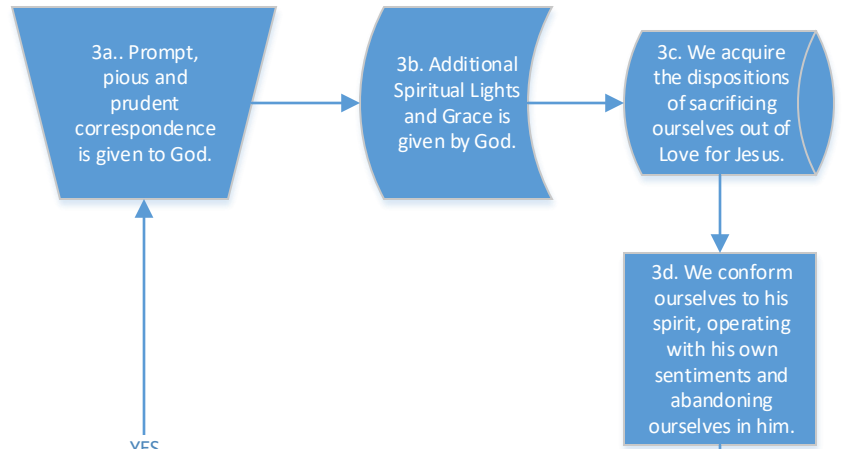 3a.. Prompt,
pious and
prudent
correspondence
is given to God.
3b. Additional
Spiritual Lights
and Grace is
given by God.
3c. We acquire
the dispositions
of sacrificing
ourselves out of
Love for Jesus.
3d. We conform
ourselves to his
spirit, operating
with his own
sentiments and
abandoning
ourselves in him.
YES